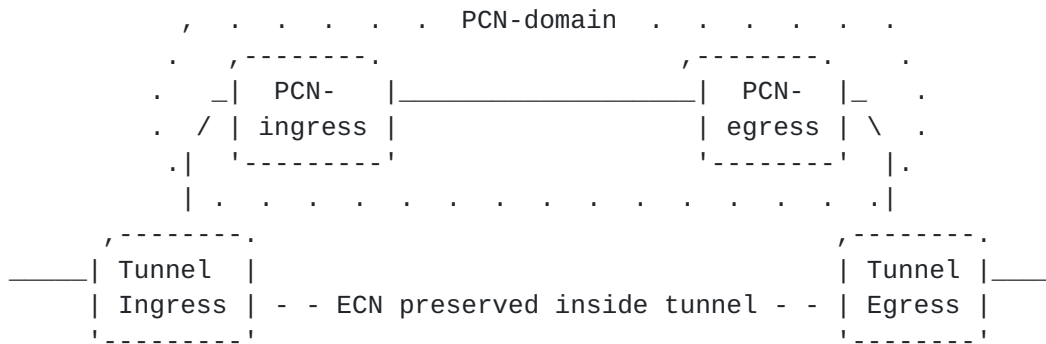 PCN-domain
PCN- PCN-
ingress egress
Tunnel Tunnel
Ingress - - ECN preserved inside tunnel - - Egress